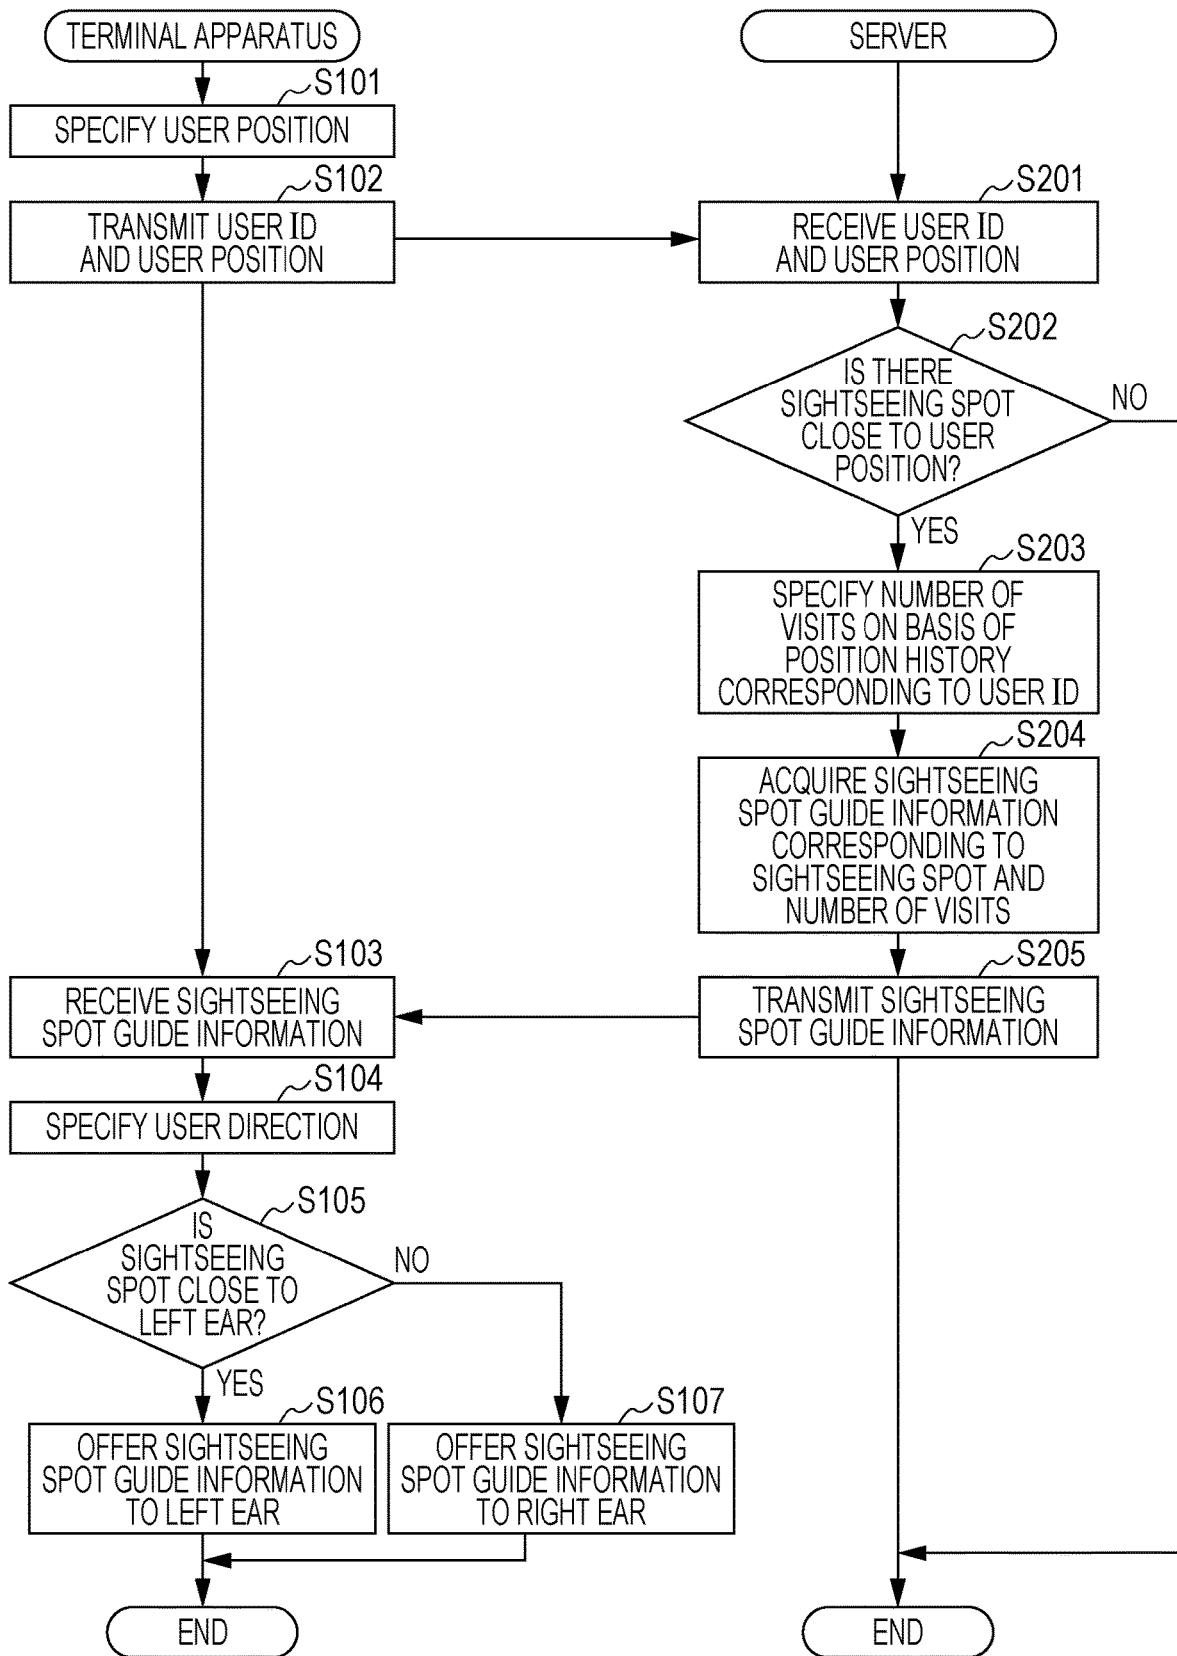 TERMINAL APPARATUS
S101
SPECIFY USER POSITION
S102
TRANSMIT USER ID
AND USER POSITION
S103
RECEIVE SIGHTSEEING
SPOT GUIDE INFORMATION
S104
SPECIFY USER DIRECTION
S105
IS
SIGHTSEEING
SPOT CLOSE TO
LEFT EAR?
NO
YES
S106
OFFER SIGHTSEEING
SPOT GUIDE INFORMATION
TO LEFT EAR
S107
OFFER SIGHTSEEING
SPOT GUIDE INFORMATION
TO RIGHT EAR
END
SERVER
S201
RECEIVE USER ID
AND USER POSITION
S202
IS THERE
SIGHTSEEING SPOT
CLOSE TO USER
POSITION?
NO
YES
S203
SPECIFY NUMBER OF
VISITS ON BASIS OF
POSITION HISTORY
CORRESPONDING TO USER ID
S204
ACQUIRE SIGHTSEEING
SPOT GUIDE INFORMATION
CORRESPONDING TO
SIGHTSEEING SPOT AND
NUMBER OF VISITS
S205
TRANSMIT SIGHTSEEING
SPOT GUIDE INFORMATION
END